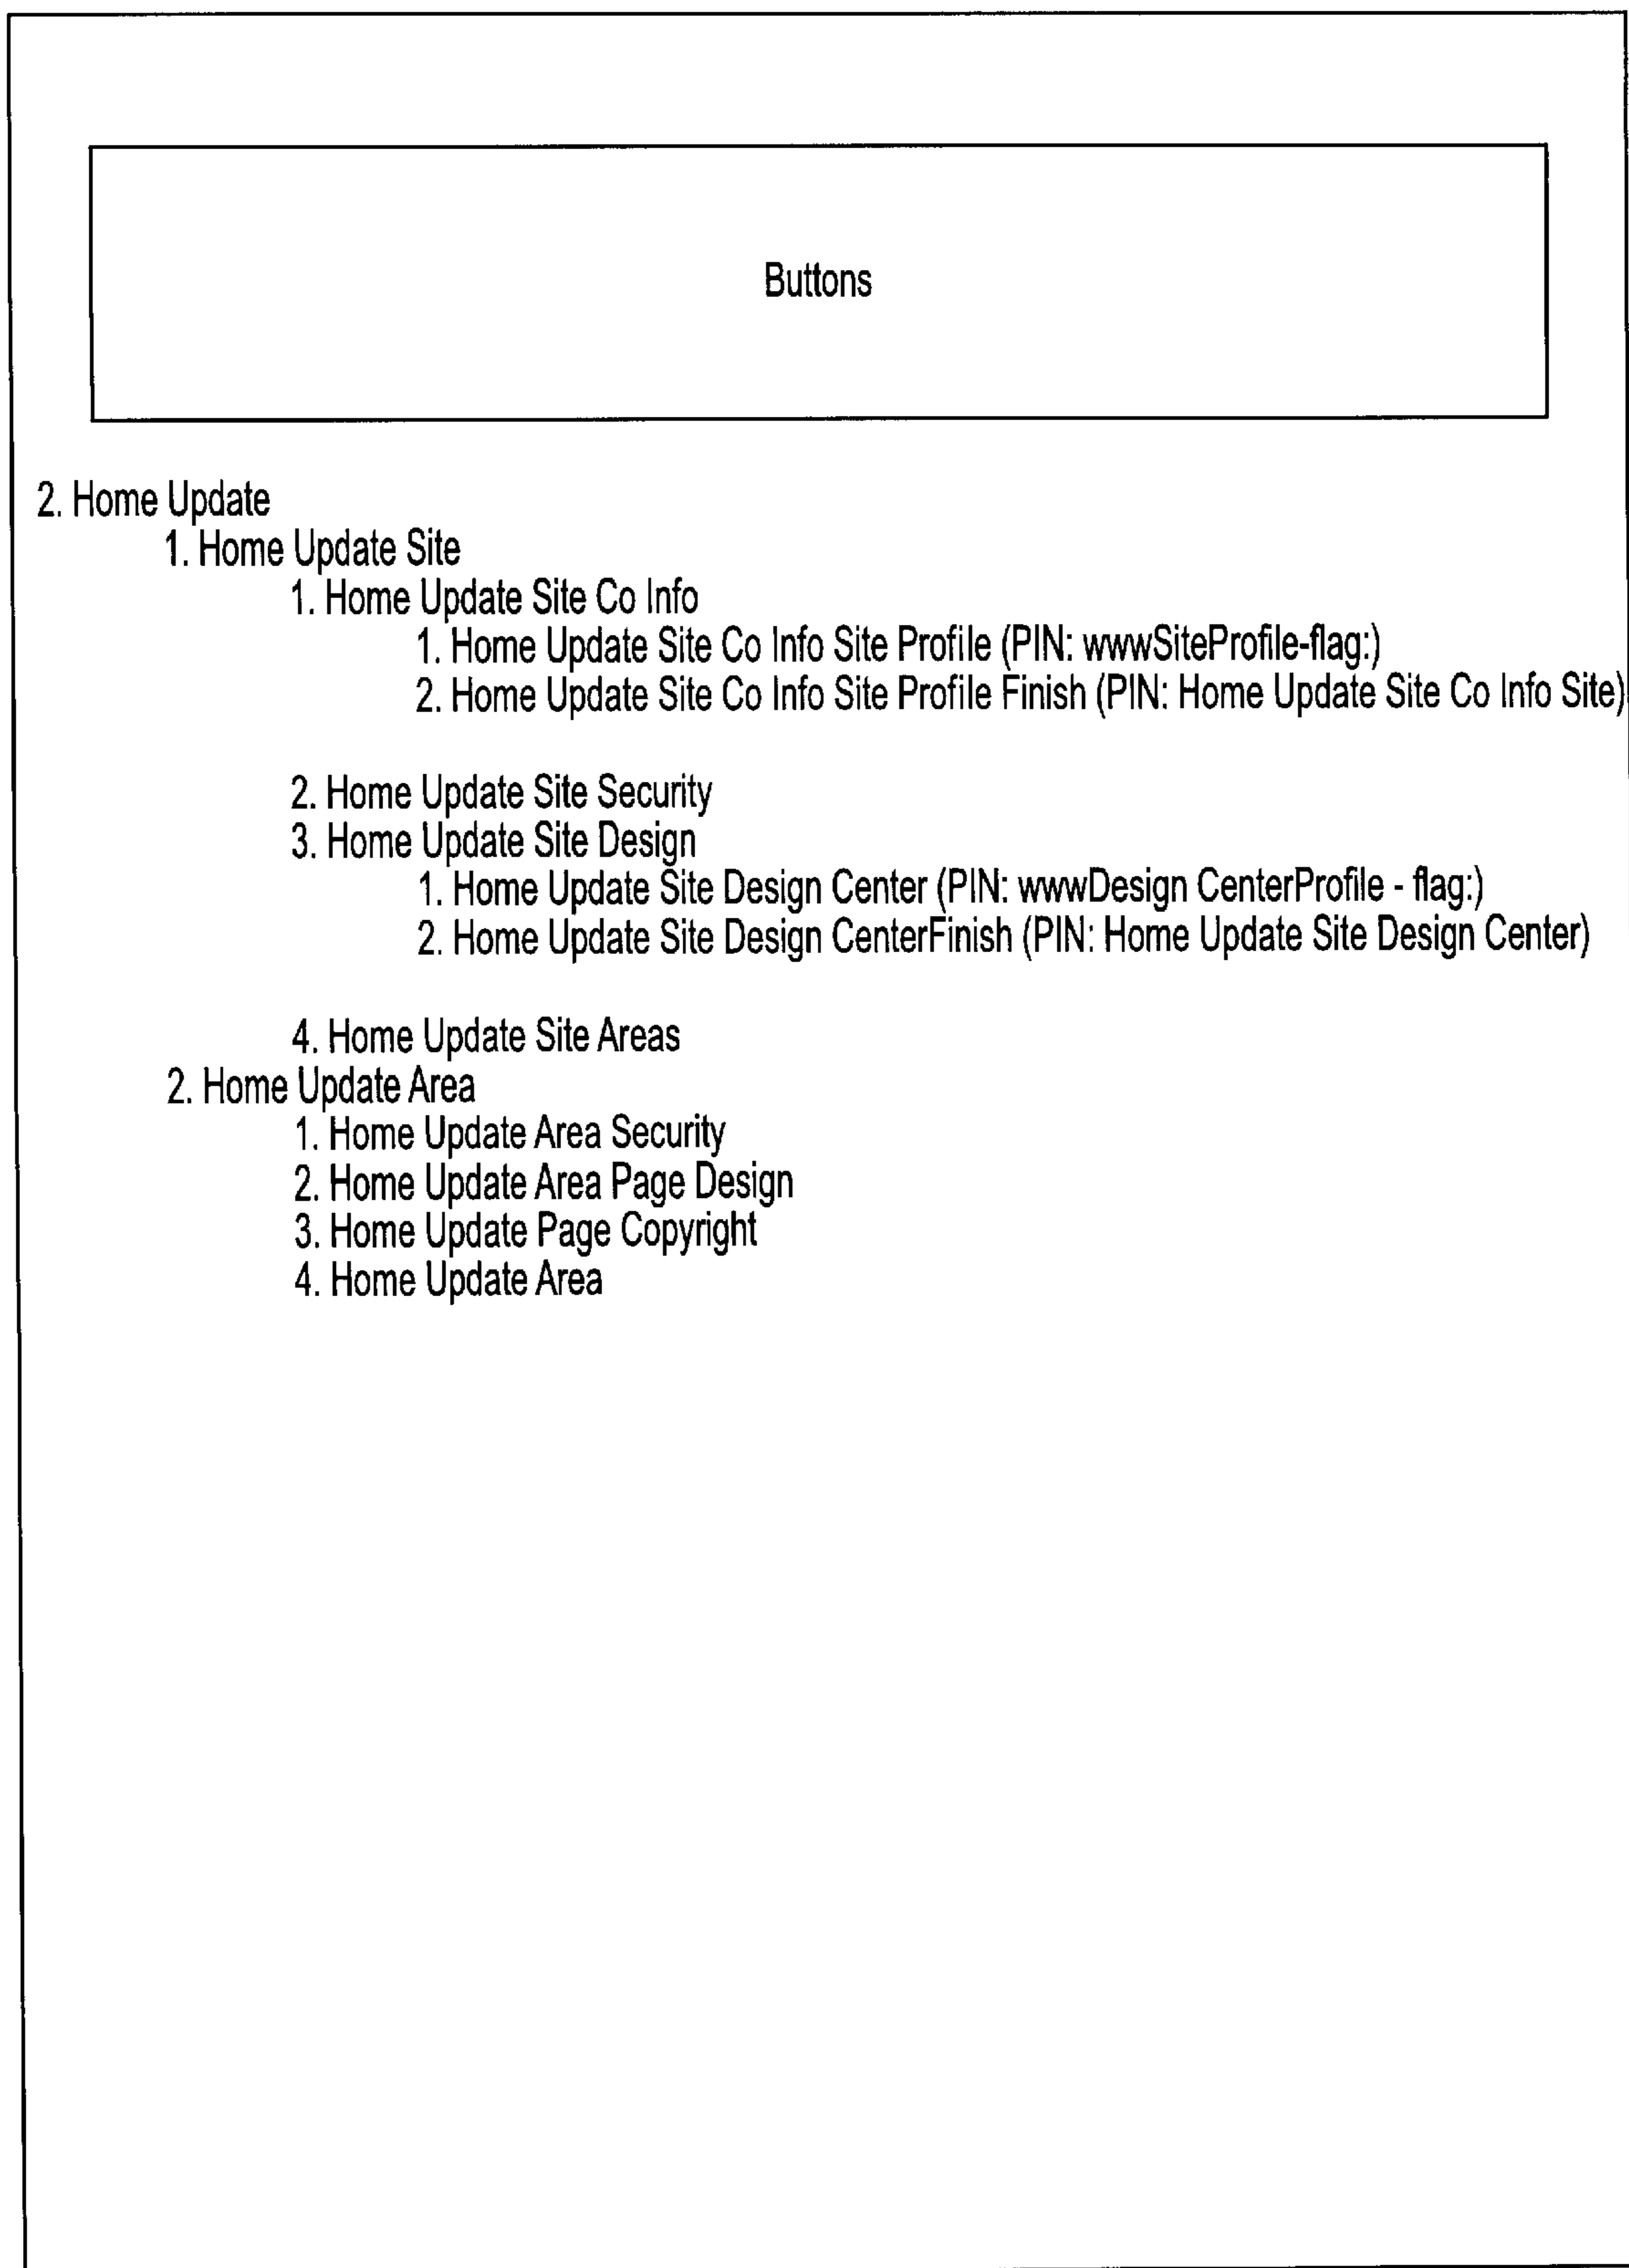 Buttons
2. Home Update
1. Home Update Site
1. Home Update Site Co Info
1. Home Update Site Co Info Site Profile (PIN: wwwSiteProfile-flag:)
2. Home Update Site Co Info Site Profile Finish (PIN: Home Update Site Co Info Site)
2. Home Update Site Security
3. Home Update Site Design
1. Home Update Site Design Center (PIN: wwwDesign CenterProfile - flag:)
2. Home Update Site Design CenterFinish (PIN: Home Update Site Design Center)
4. Home Update Site Areas
2. Home Update Area
1. Home Update Area Security
2. Home Update Area Page Design
3. Home Update Page Copyright
4. Home Update Area